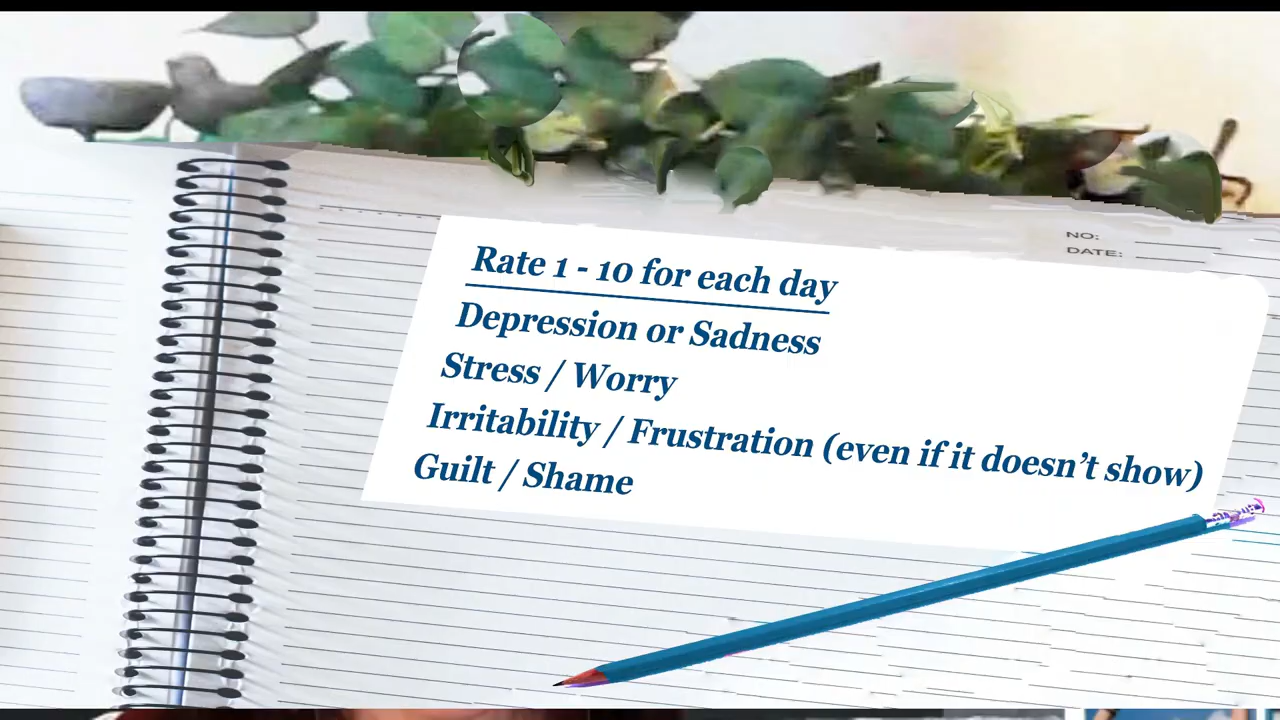 NO:
DATE:
Rate 1 - 10 for each day
Depression or Sadness
Stress / Worry
Irritability / Frustration (even if it doesn't show)
Guilt / Shame